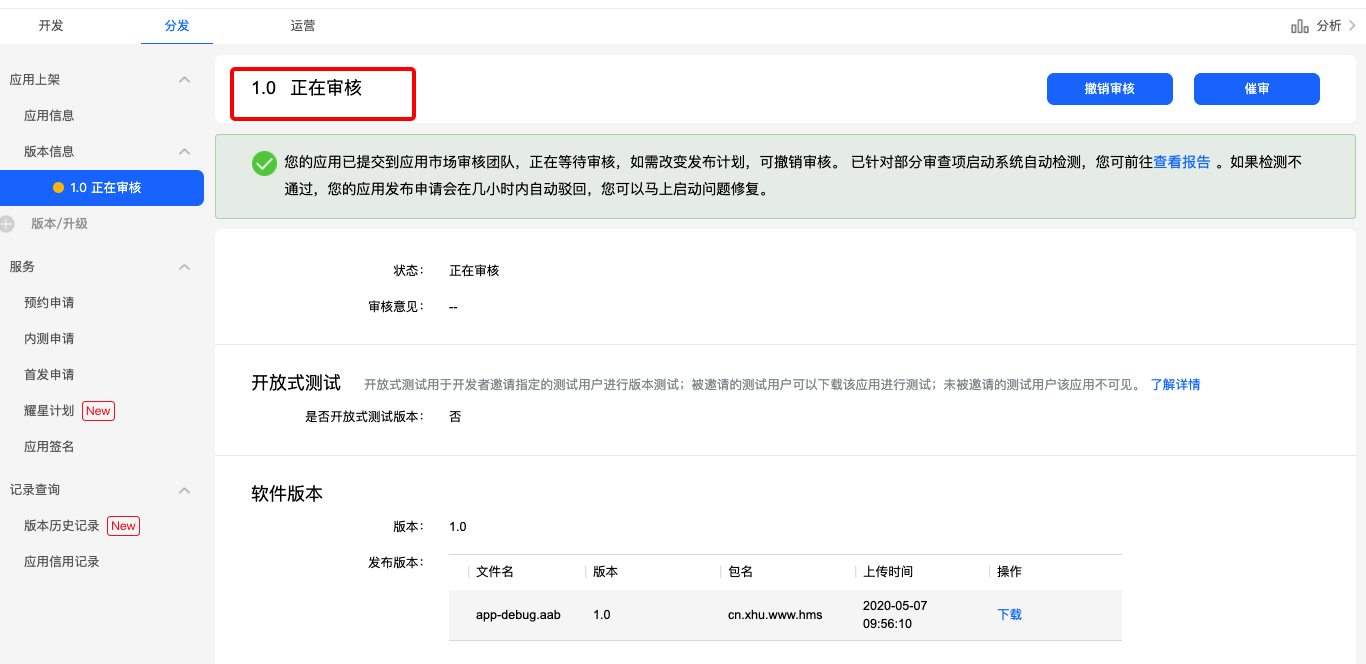 开发
分发
运营
分析
应用上架
应用信息
版本信息
1.0 正在审核
版本/升级
服务
预约申请
内测申请
首发申请
耀星计划 New
应用签名
记录查询
版本历史记录 New
应用信用记录
1.0 正在审核
撤销审核
催审
您的应用已提交到应用市场审核团队，正在等待审核，如需改变发布计划，可撤销审核。 已针对部分审查项启动系统自动检测，您可前往查看报告 。如果检测不
通过，您的应用发布申请会在几小时内自动驳回，您可以马上启动问题修复。
状态： 正在审核
审核意见： --
开放式测试 开放式测试用于开发者邀请指定的测试用户进行版本测试；被邀请的测试用户可以下载该应用进行测试；未被邀请的测试用户该应用不可见。 了解详情
是否开放式测试版本： 否
软件版本
版本： 1.0
发布版本：
文件名 版本 包名 上传时间 操作
app-debug.aab 1.0 cn.xhu.www.hms 2020-05-07 下载
09:56:10